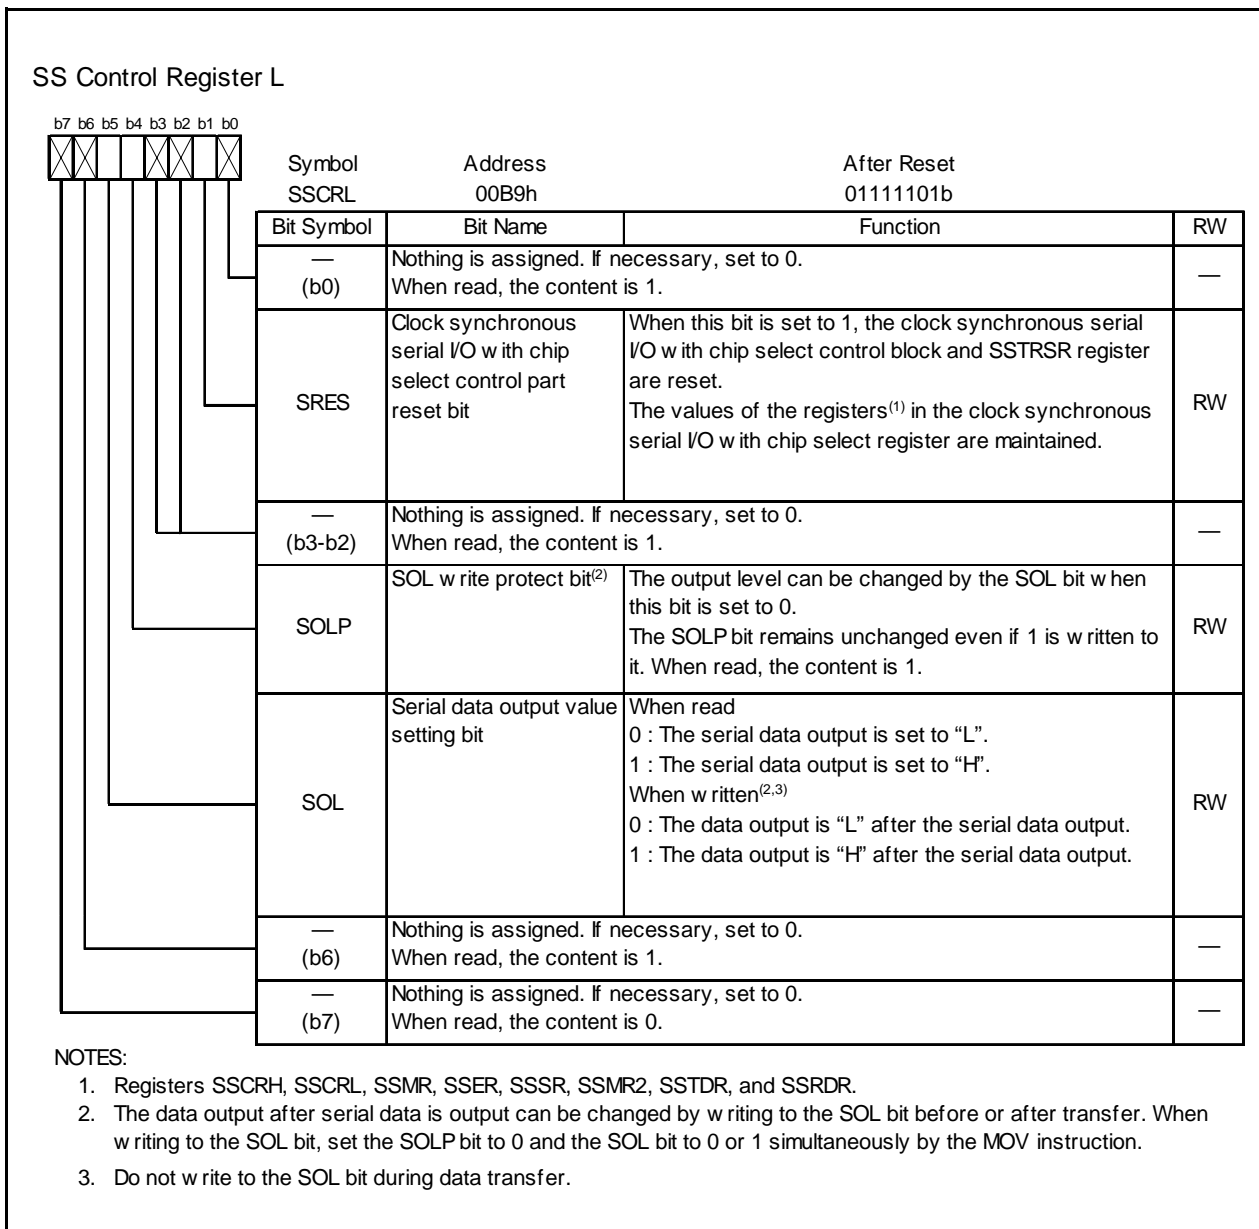 SS Control Register L
b7 b6 b5 b4 b3 b2 b1 b0
Symbol Address After Reset
SSCRL 00B9h 01111101b
Bit Symbol Bit Name Function RW
— (b0) Nothing is assigned. If necessary, set to 0.
When read, the content is 1. —
SRES
Clock synchronous
serial I/O with chip
select control part
reset bit
When this bit is set to 1, the clock synchronous serial
I/O with chip select control block and SSTRSR register
are reset.
The values of the registers(1) in the clock synchronous
serial I/O with chip select register are maintained.
RW
— (b3-b2) Nothing is assigned. If necessary, set to 0.
When read, the content is 1. —
SOLP
SOL write protect bit(2)
The output level can be changed by the SOL bit when
this bit is set to 0.
The SOLP bit remains unchanged even if 1 is written to
it. When read, the content is 1.
RW
SOL
Serial data output value
setting bit
When read
0 : The serial data output is set to “L”.
1 : The serial data output is set to “H”.
When written(2,3)
0 : The data output is “L” after the serial data output.
1 : The data output is “H” after the serial data output.
RW
— (b6) Nothing is assigned. If necessary, set to 0.
When read, the content is 1. —
— (b7) Nothing is assigned. If necessary, set to 0.
When read, the content is 0. —
NOTES:
1. Registers SSCRH, SSCRL, SSMR, SSER, SSSR, SSMR2, SSTDR, and SSRDR.
2. The data output after serial data is output can be changed by writing to the SOL bit before or after transfer. When
writing to the SOL bit, set the SOLP bit to 0 and the SOL bit to 0 or 1 simultaneously by the MOV instruction.
3. Do not write to the SOL bit during data transfer.